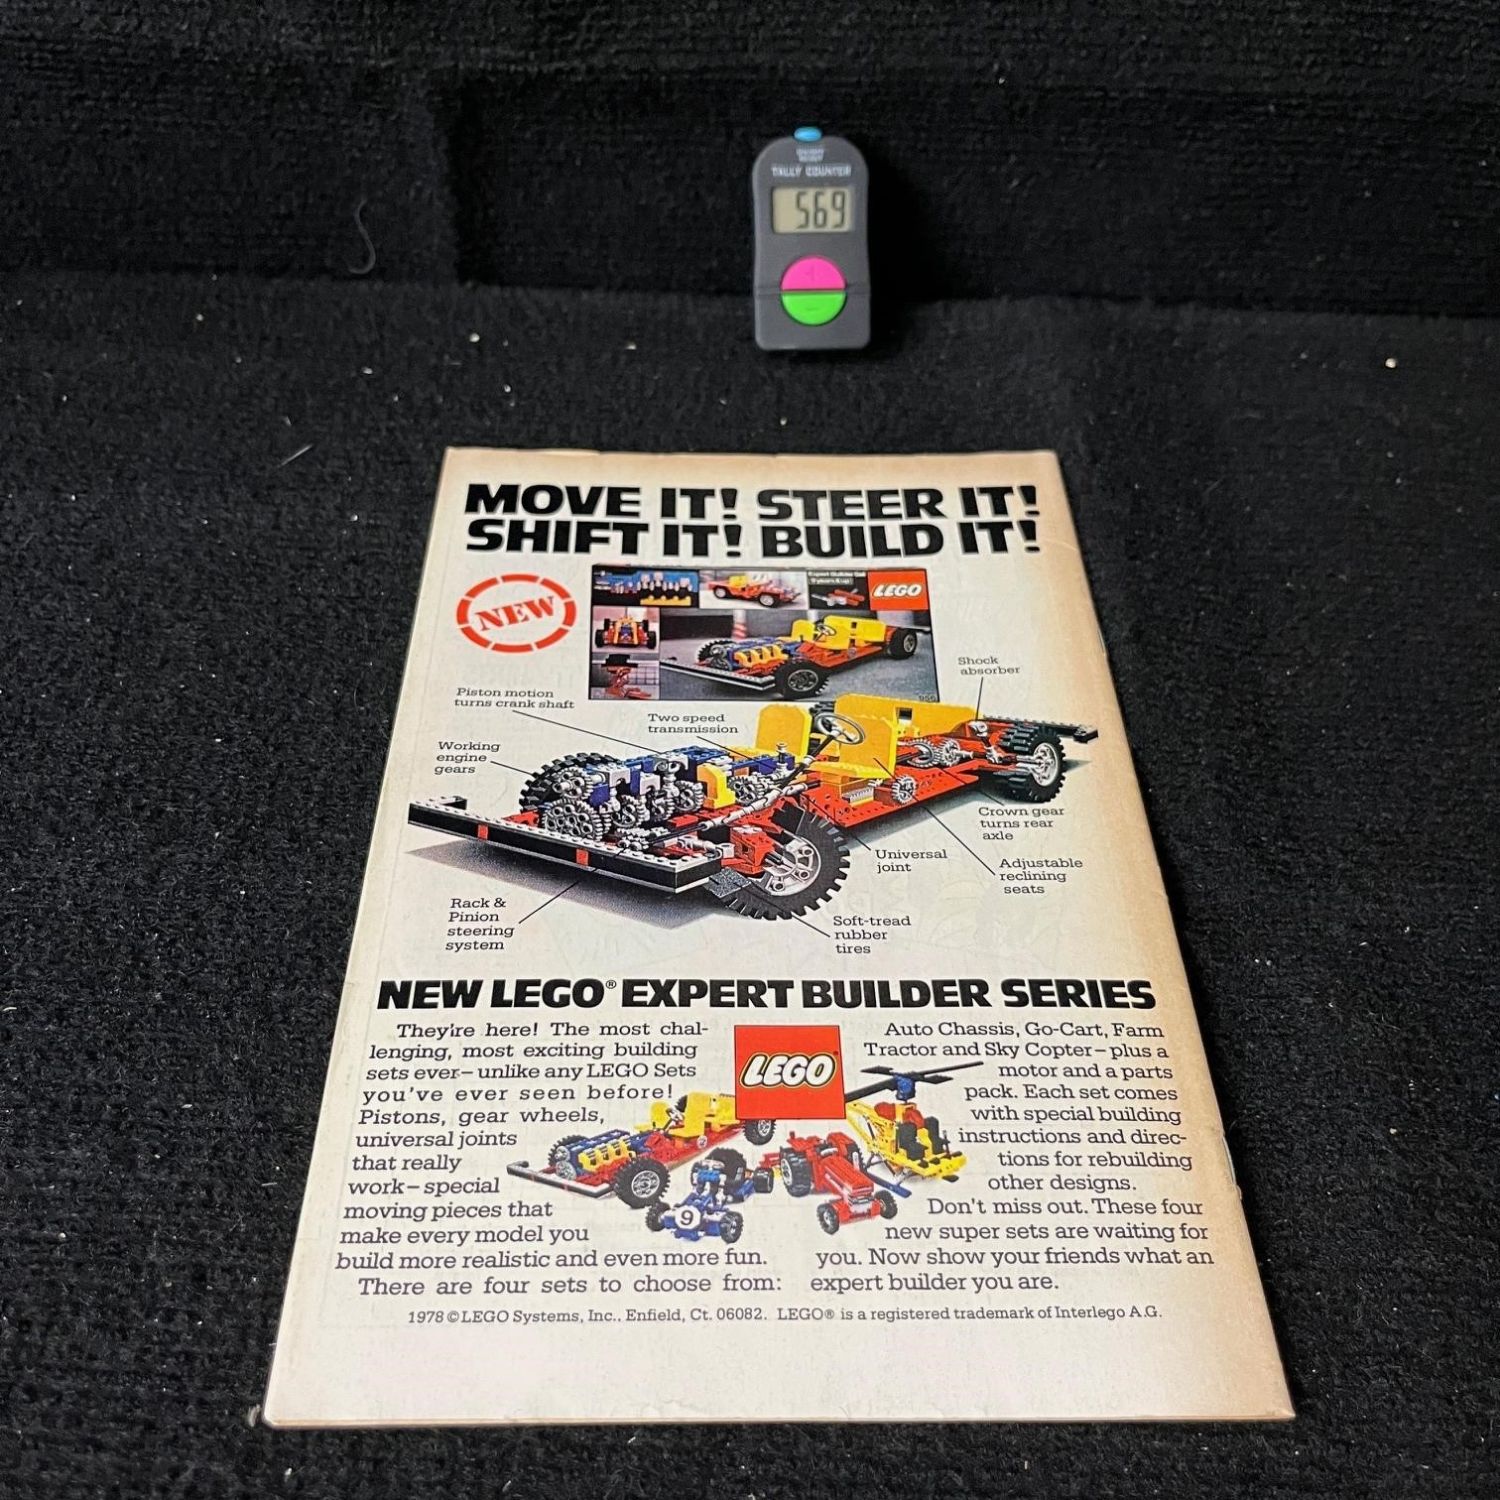 TALLY COUNTER
569
MOVE IT! STEER IT!
SHIFT IT! BUILD IT!
NEW
Expert Builder Set
LEGO
956
Shock
absorber
Piston motion
turns crank shaft
Two speed
transmission
Working
engine
gears
Crown gear
turns rear
axle
Universal
joint
Adjustable
reclining
seats
Rack &
Pinion
steering
system
Soft-tread
rubber
tires
NEW LEGO® EXPERT BUILDER SERIES
They're here! The most chal-
lenging, most exciting building
sets ever—unlike any LEGO Sets
you've ever seen before!
Pistons, gear wheels,
universal joints
that really
work—special
moving pieces that
make every model you
build more realistic and even more fun.
There are four sets to choose from:
LEGO®
9
Auto Chassis, Go-Cart, Farm
Tractor and Sky Copter—plus a
motor and a parts
pack. Each set comes
with special building
instructions and direc-
tions for rebuilding
other designs.
Don't miss out. These four
new super sets are waiting for
you. Now show your friends what an
expert builder you are.
1978 © LEGO Systems, Inc., Enfield, Ct. 06082. LEGO® is a registered trademark of Interlego A.G.